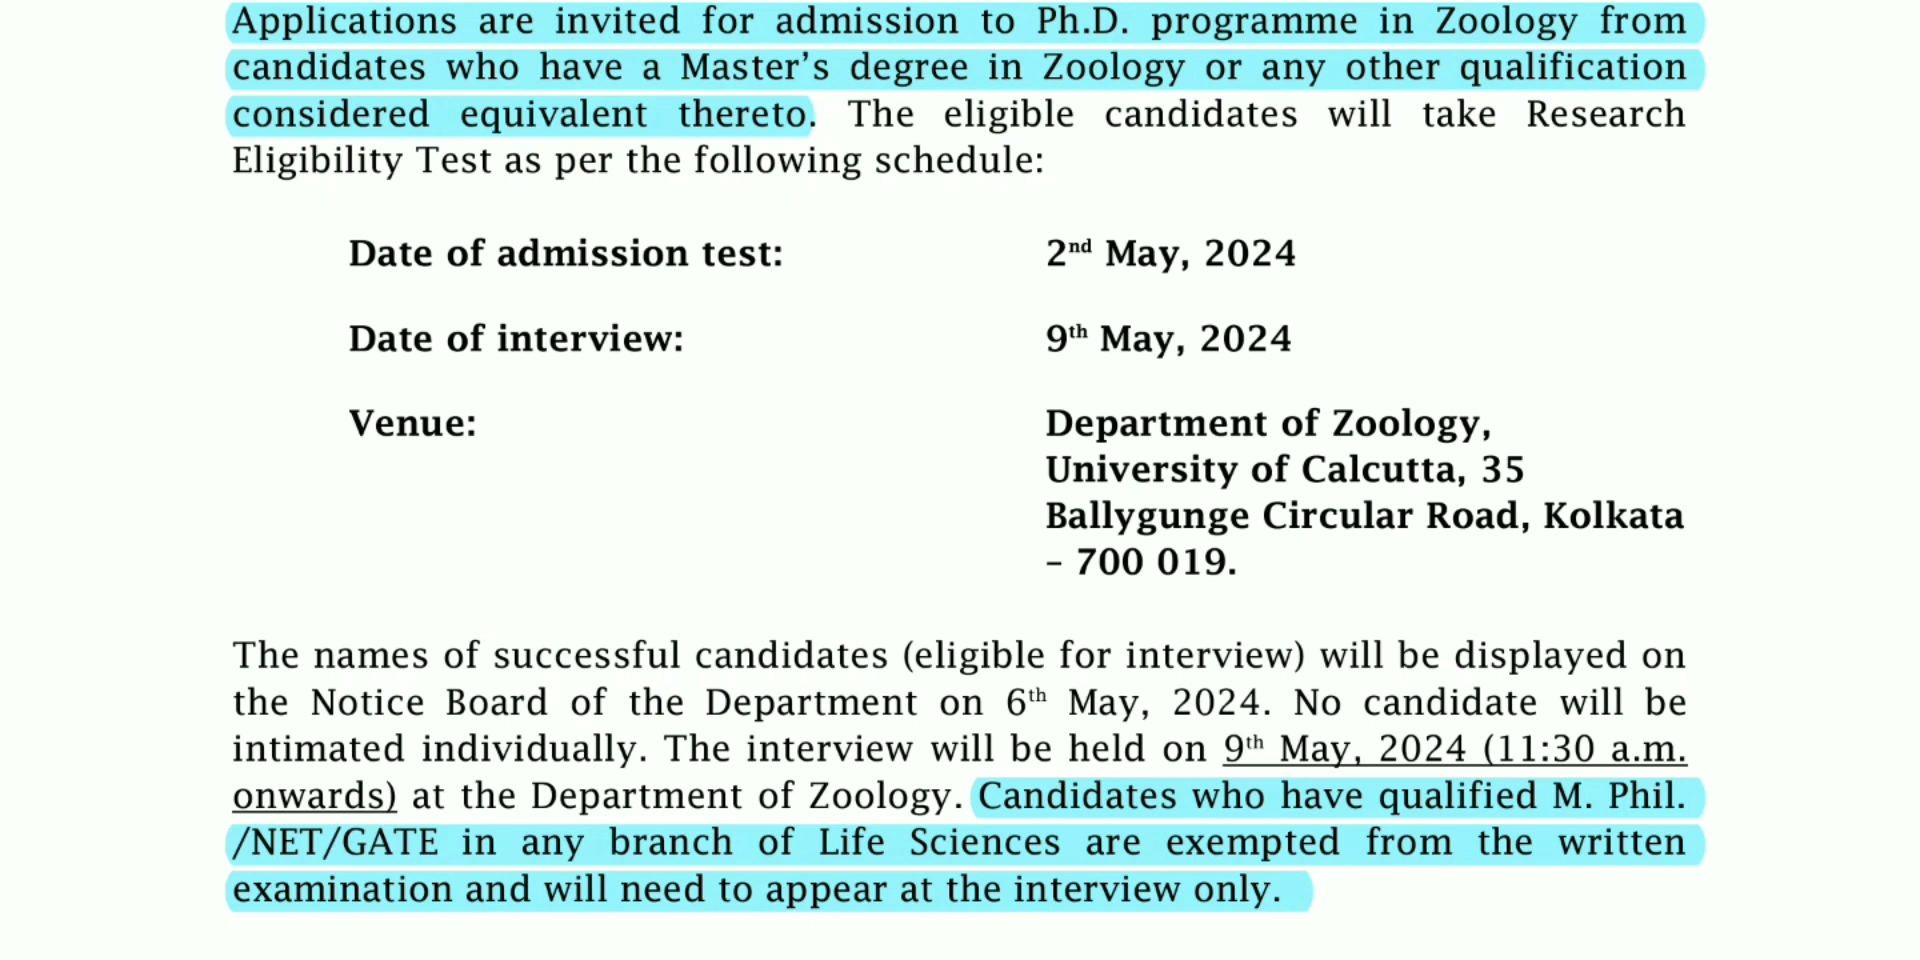 Applications are invited for admission to Ph.D. programme in Zoology from
candidates who have a Master’s degree in Zoology or any other qualification
considered equivalent thereto. The eligible candidates will take Research
Eligibility Test as per the following schedule:
Date of admission test: 2nd May, 2024
Date of interview: 9th May, 2024
Venue: Department of Zoology,
University of Calcutta, 35
Ballygunge Circular Road, Kolkata
– 700 019.
The names of successful candidates (eligible for interview) will be displayed on
the Notice Board of the Department on 6th May, 2024. No candidate will be
intimated individually. The interview will be held on 9th May, 2024 (11:30 a.m.
onwards) at the Department of Zoology. Candidates who have qualified M. Phil.
/NET/GATE in any branch of Life Sciences are exempted from the written
examination and will need to appear at the interview only.